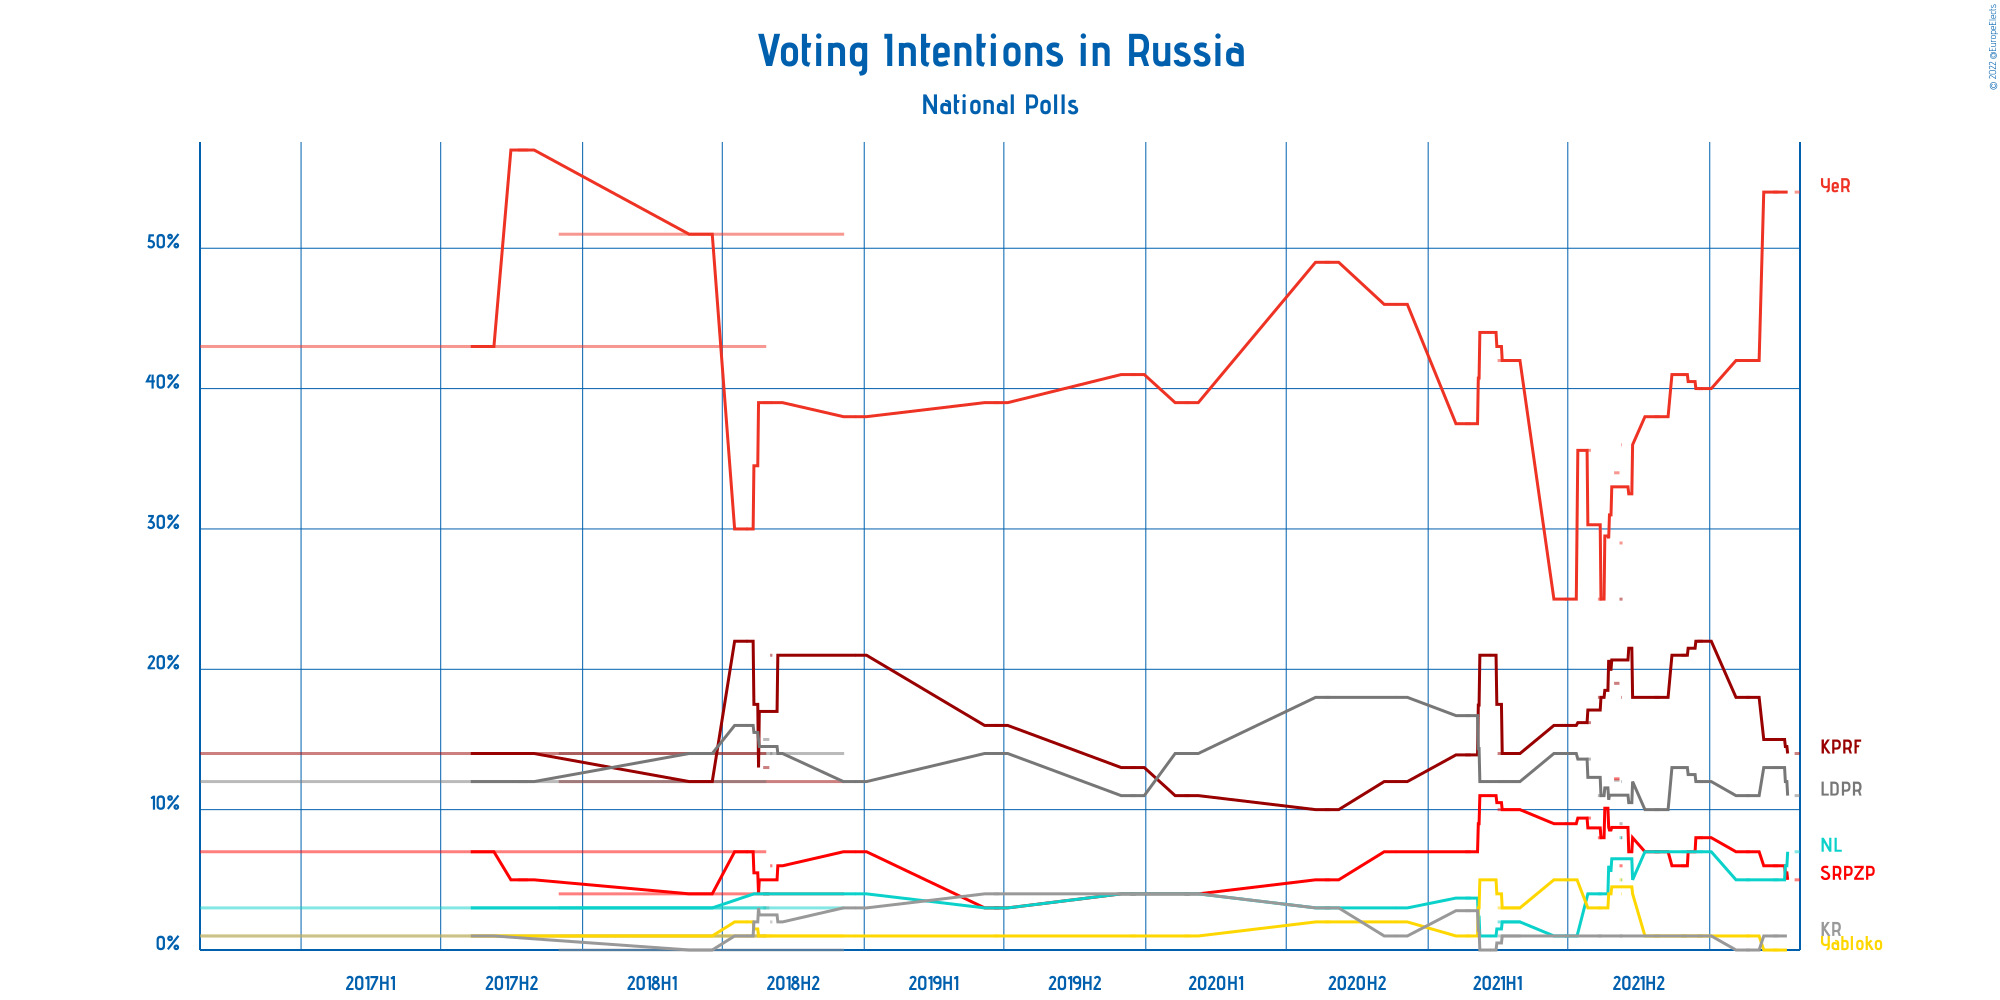 © 2022 @EuropeElects
Voting Intentions in Russia
National Polls
YeR
50%
40%
30%
20%
KPRF
LDPR
10%
NL
SRPZP
KR
0%
Yabloko
2017H1 2017H2 2018H1 2018H2 2019H1 2019H2 2020H1 2020H2 2021H1 2021H2